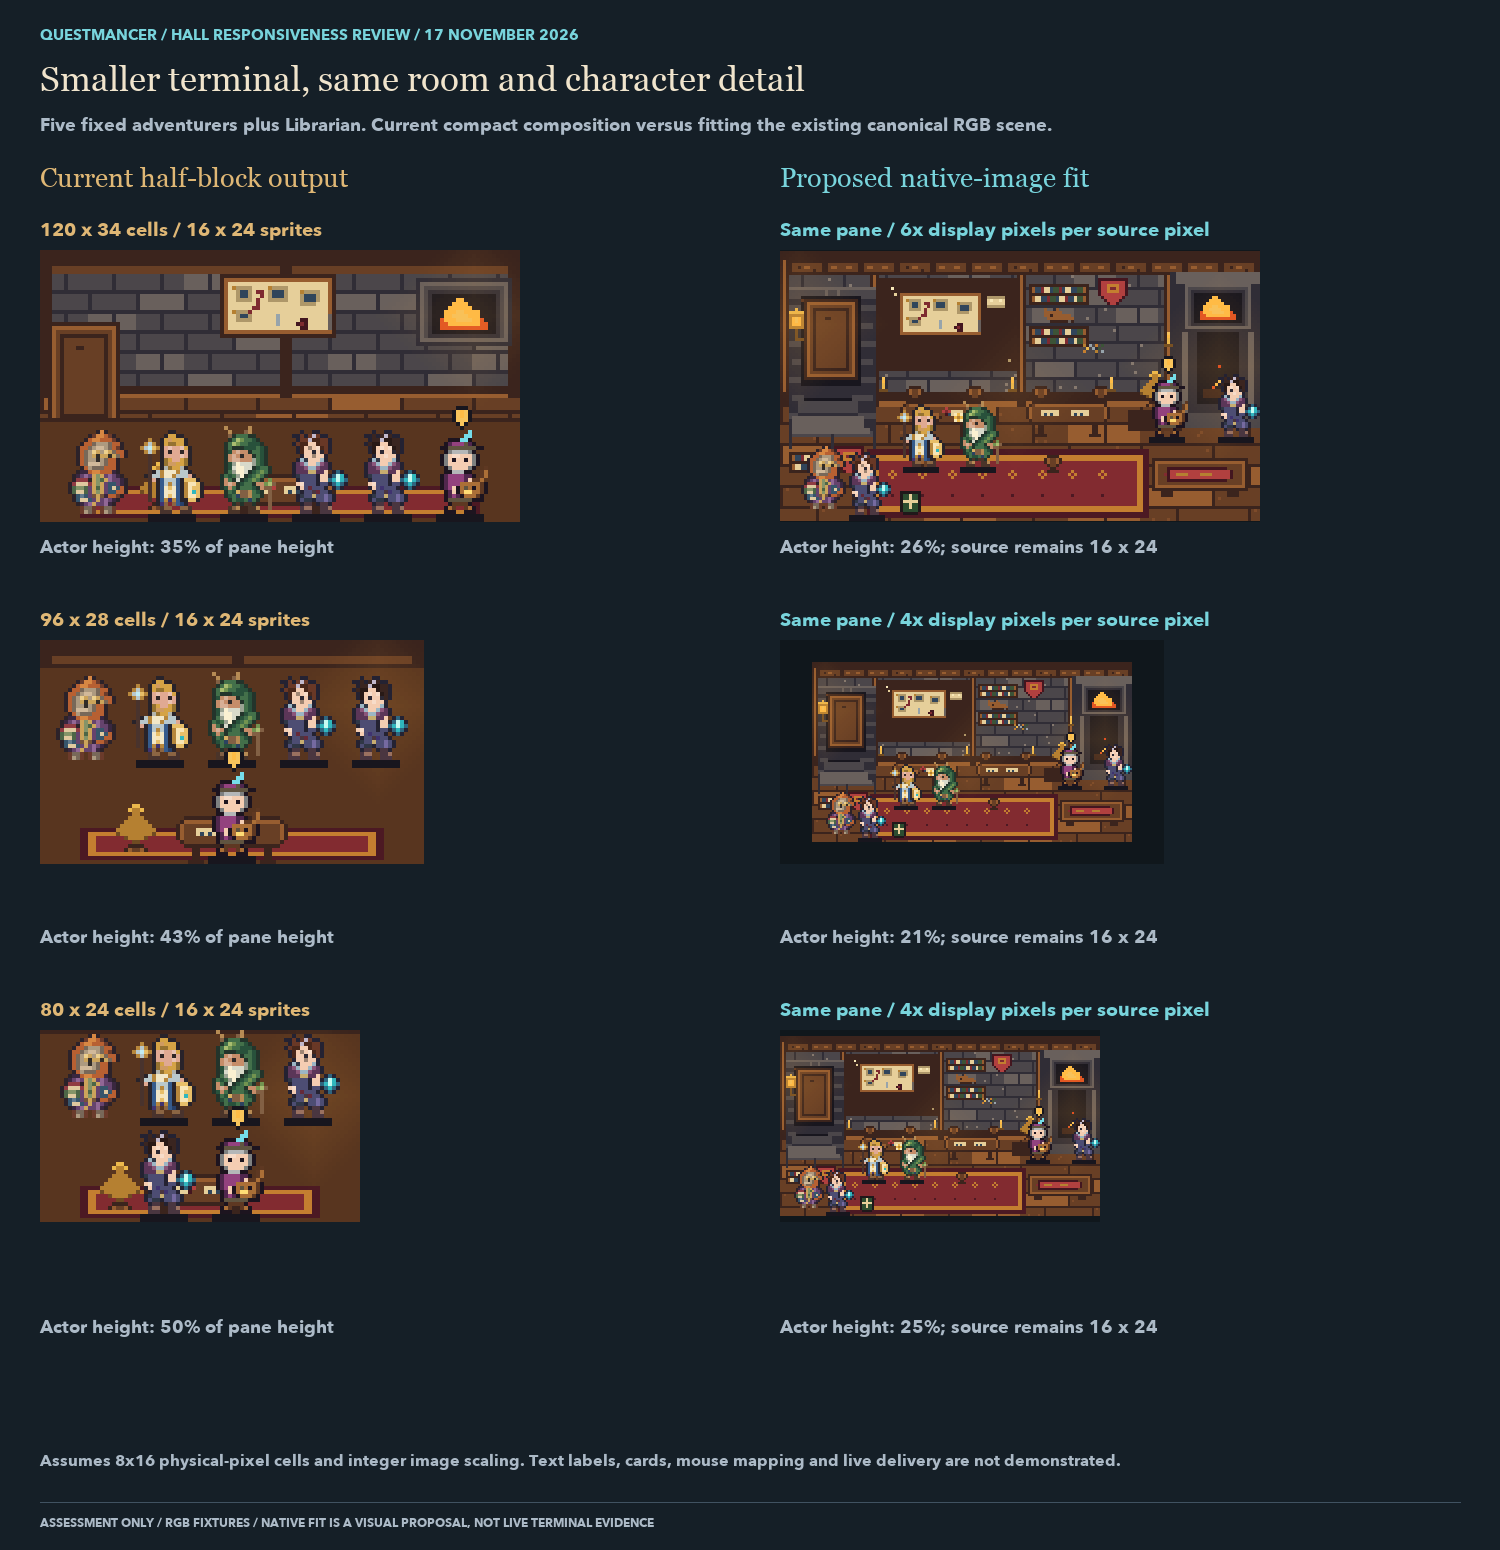 QUESTMANCER / HALL RESPONSIVENESS REVIEW / 17 NOVEMBER 2026
Smaller terminal, same room and character detail
Five fixed adventurers plus Librarian. Current compact composition versus fitting the existing canonical RGB scene.
Current half-block output
Proposed native-image fit
120 x 34 cells / 16 x 24 sprites
Same pane / 6x display pixels per source pixel
Actor height: 35% of pane height
Actor height: 26%; source remains 16 x 24
96 x 28 cells / 16 x 24 sprites
Same pane / 4x display pixels per source pixel
Actor height: 43% of pane height
Actor height: 21%; source remains 16 x 24
80 x 24 cells / 16 x 24 sprites
Same pane / 4x display pixels per source pixel
Actor height: 50% of pane height
Actor height: 25%; source remains 16 x 24
Assumes 8x16 physical-pixel cells and integer image scaling. Text labels, cards, mouse mapping and live delivery are not demonstrated.
ASSESSMENT ONLY / RGB FIXTURES / NATIVE FIT IS A VISUAL PROPOSAL, NOT LIVE TERMINAL EVIDENCE